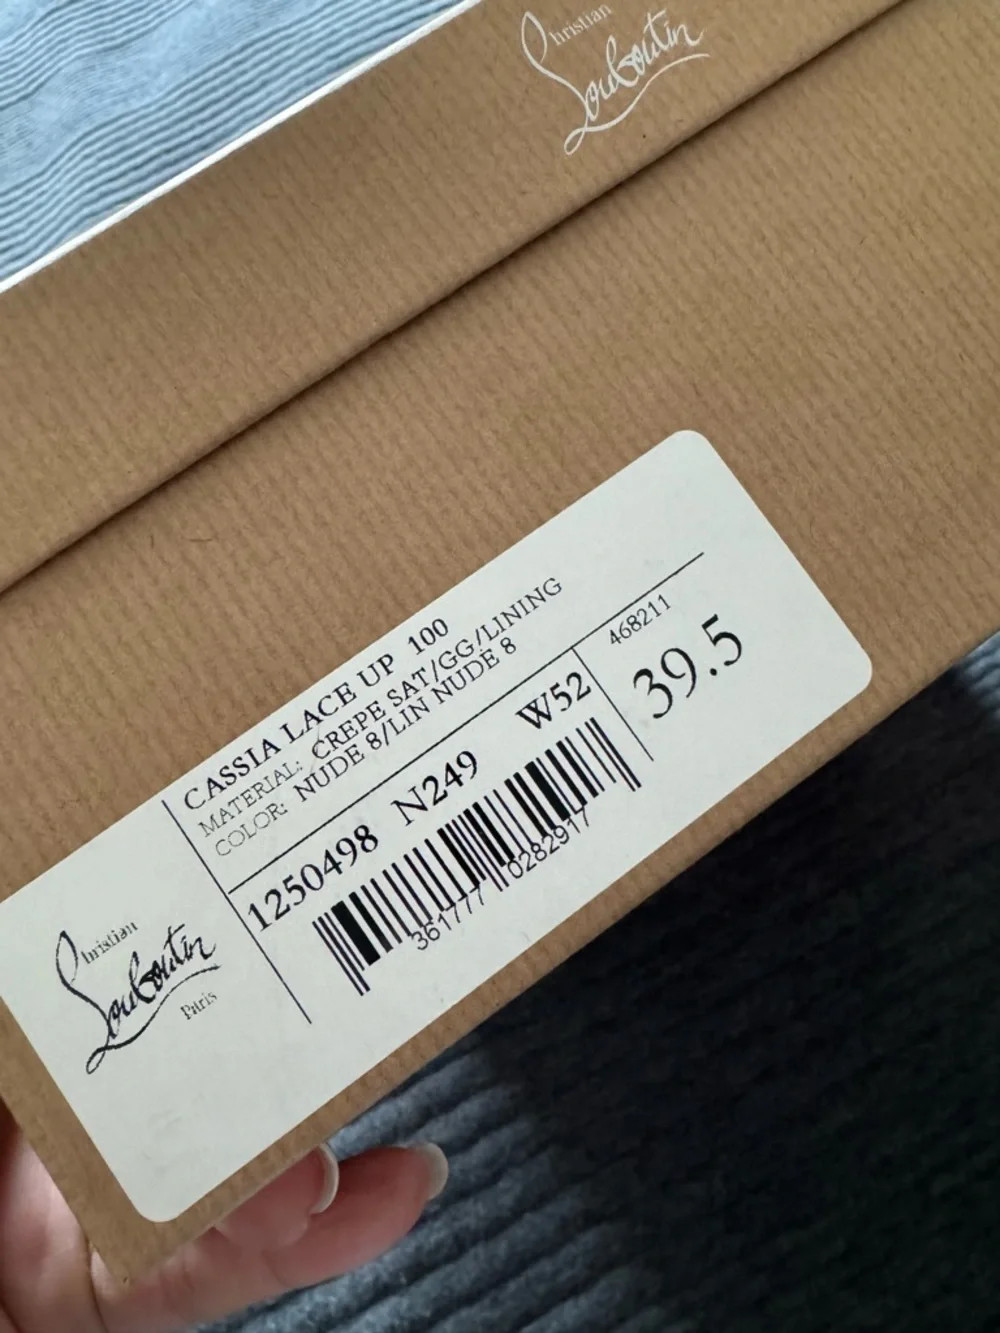 Christian
Louboutin
CASSIA LACE UP 100
MATERIAL: CREPE SAT/GG/LINING
COLOR: NUDE 8/LIN NUDE 8
1250498 N249 W52
468211
39.5
361777 0282917
Christian
Louboutin
Paris